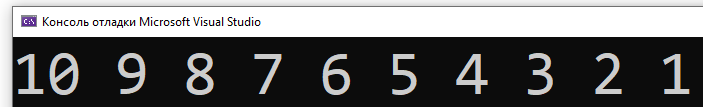 Консоль отладки Microsoft Visual Studio
10 9 8 7 6 5 4 3 2 1